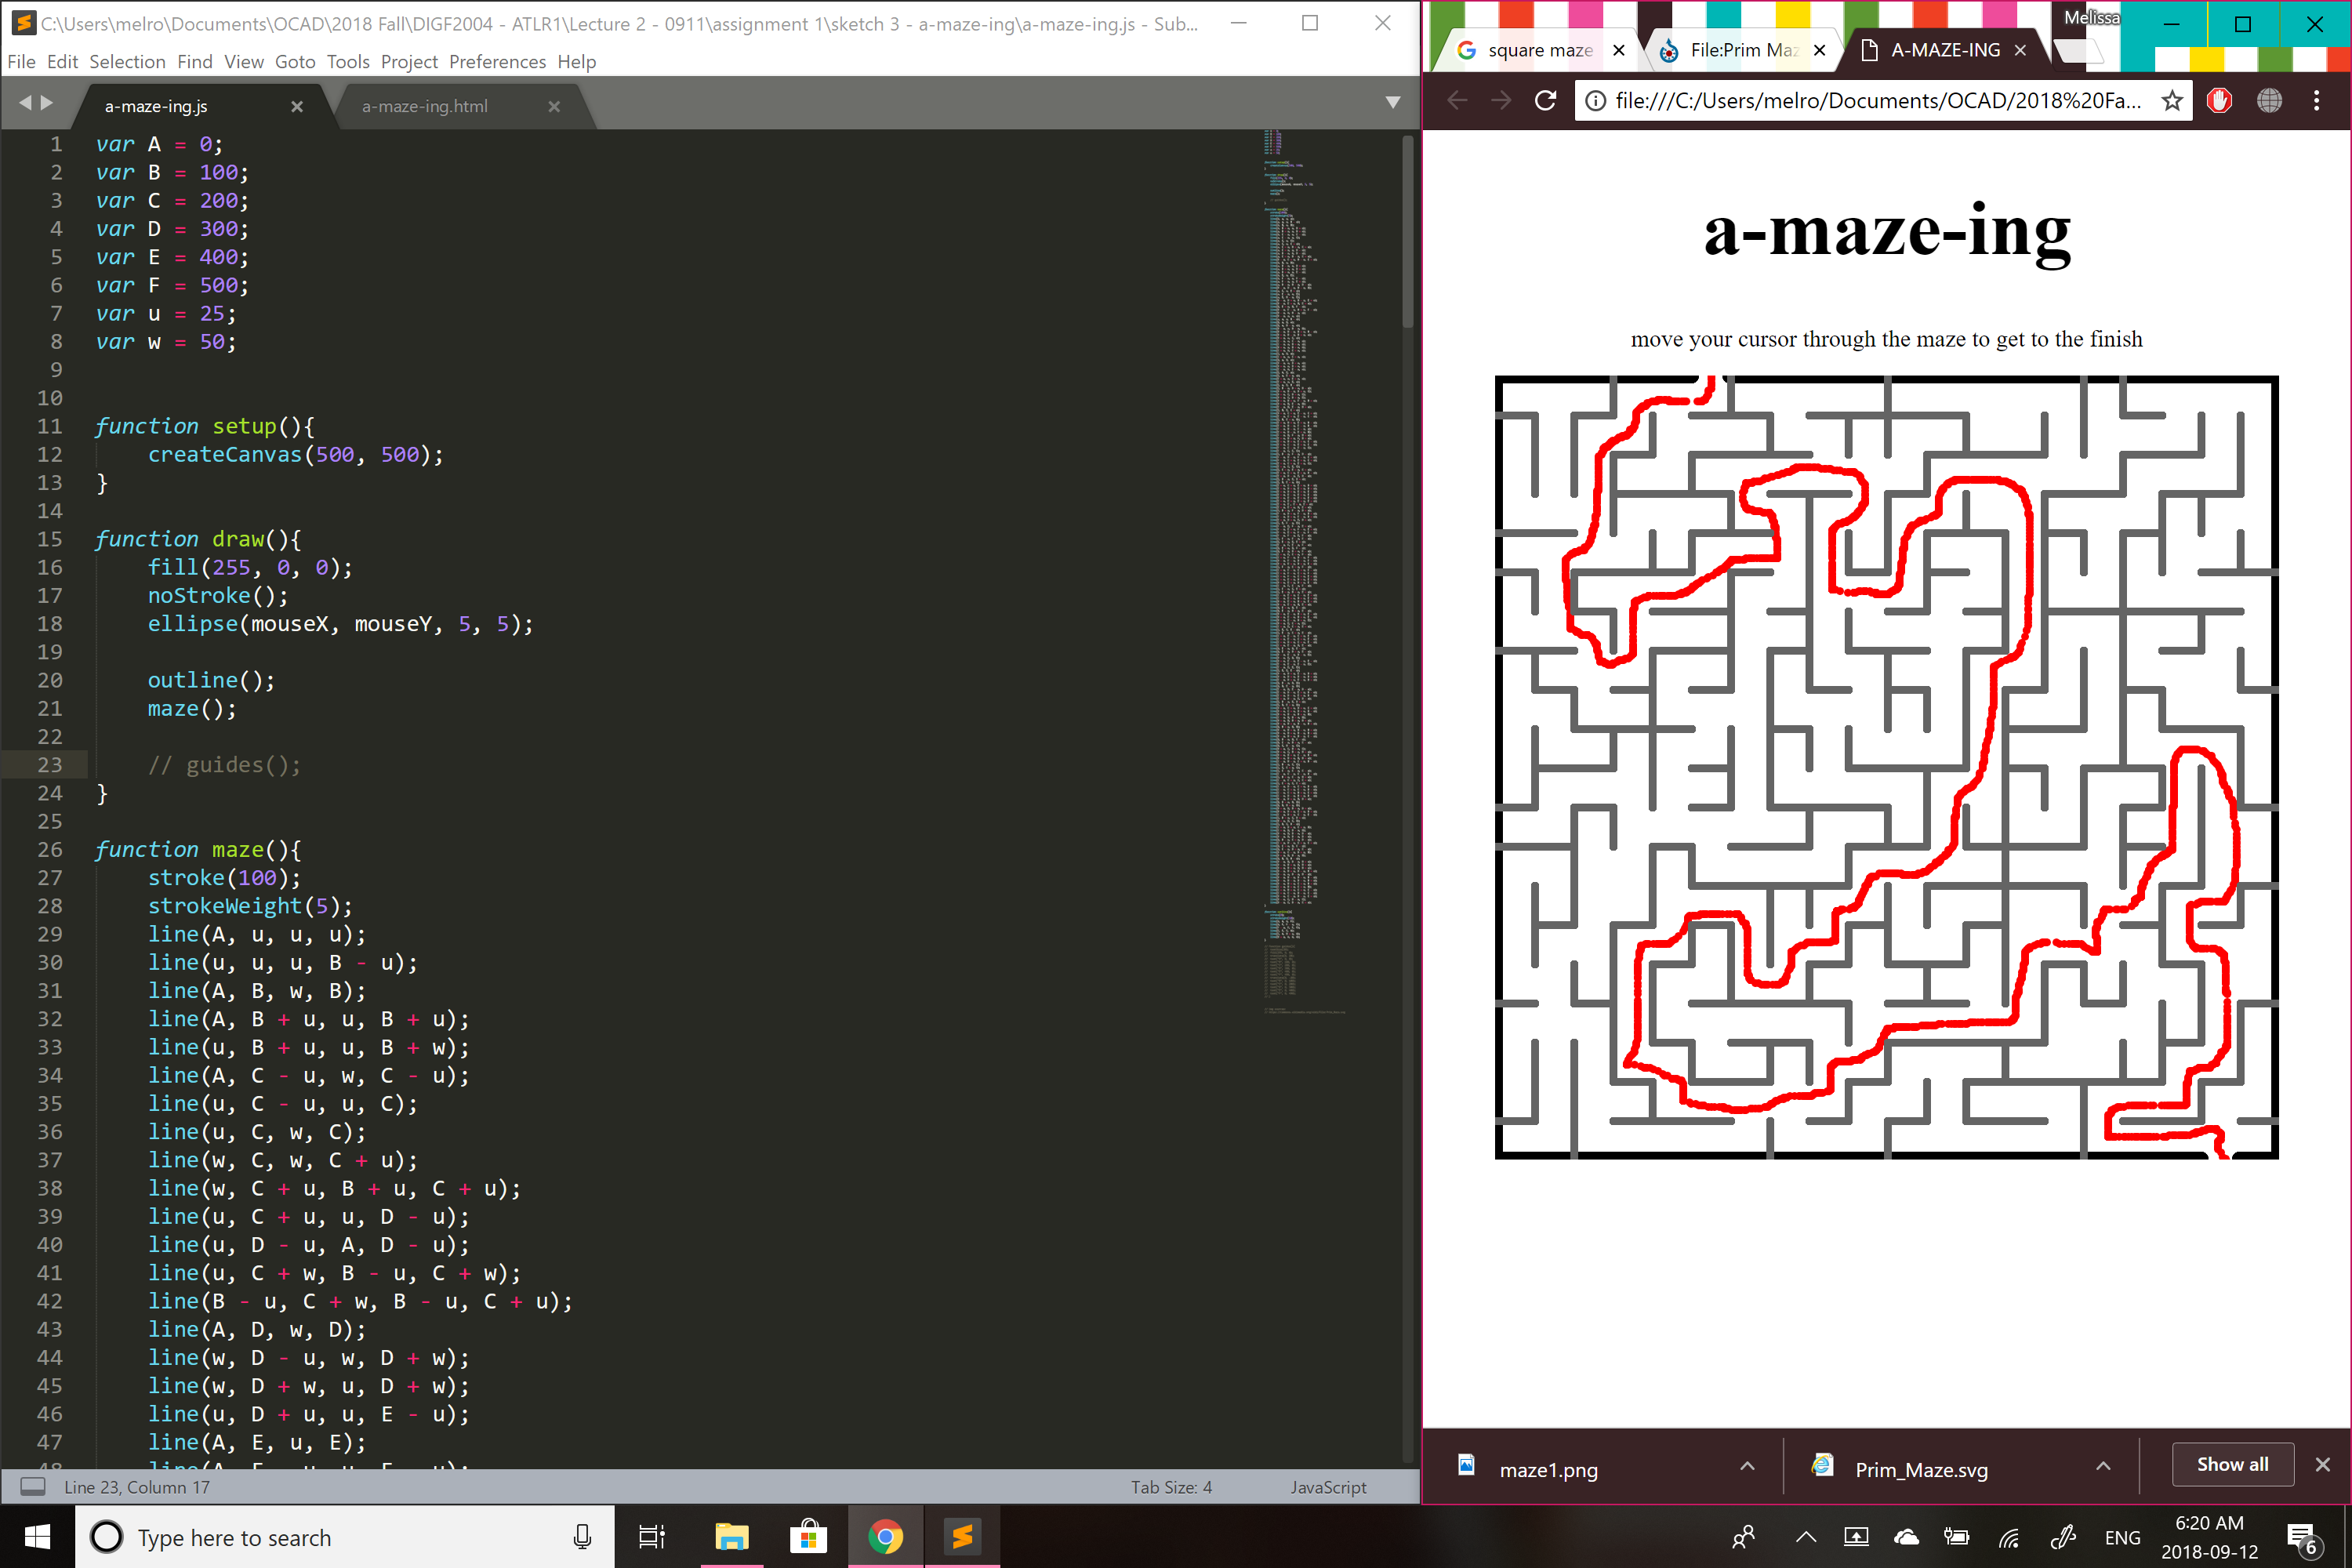 C:\Users\melro\Documents\OCAD\2018 Fall\DIGF2004 - ATLR1\Lecture 2 - 0911\assignment 1\sketch 3 - a-maze-ing\a-maze-ing.js - Sub...
File Edit Selection Find View Goto Tools Project Preferences Help
a-maze-ing.js
a-maze-ing.html
1 var A = 0;
2 var B = 100;
3 var C = 200;
4 var D = 300;
5 var E = 400;
6 var F = 500;
7 var u = 25;
8 var w = 50;
9
10
11 function setup(){
12 createCanvas(500, 500);
13 }
14
15 function draw(){
16 fill(255, 0, 0);
17 noStroke();
18 ellipse(mouseX, mouseY, 5, 5);
19
20 outline();
21 maze();
22
23 // guides();
24 }
25
26 function maze(){
27 stroke(100);
28 strokeWeight(5);
29 line(A, u, u, u);
30 line(u, u, u, B - u);
31 line(A, B, w, B);
32 line(A, B + u, u, B + u);
33 line(u, B + u, u, B + w);
34 line(A, C - u, w, C - u);
35 line(u, C - u, u, C);
36 line(u, C, w, C);
37 line(w, C, w, C + u);
38 line(w, C + u, B + u, C + u);
39 line(u, C + u, u, D - u);
40 line(u, D - u, A, D - u);
41 line(u, C + w, B - u, C + w);
42 line(B - u, C + w, B - u, C + u);
43 line(A, D, w, D);
44 line(w, D - u, w, D + w);
45 line(w, D + w, u, D + w);
46 line(u, D + u, u, E - u);
47 line(A, E, u, E);
Line 23, Column 17
Tab Size: 4
JavaScript
Melissa
square maze
File:Prim Maz
A-MAZE-ING
file:///C:/Users/melro/Documents/OCAD/2018%20Fa...
a-maze-ing
move your cursor through the maze to get to the finish
maze1.png
Prim_Maze.svg
Show all
Type here to search
ENG
6:20 AM
2018-09-12
6